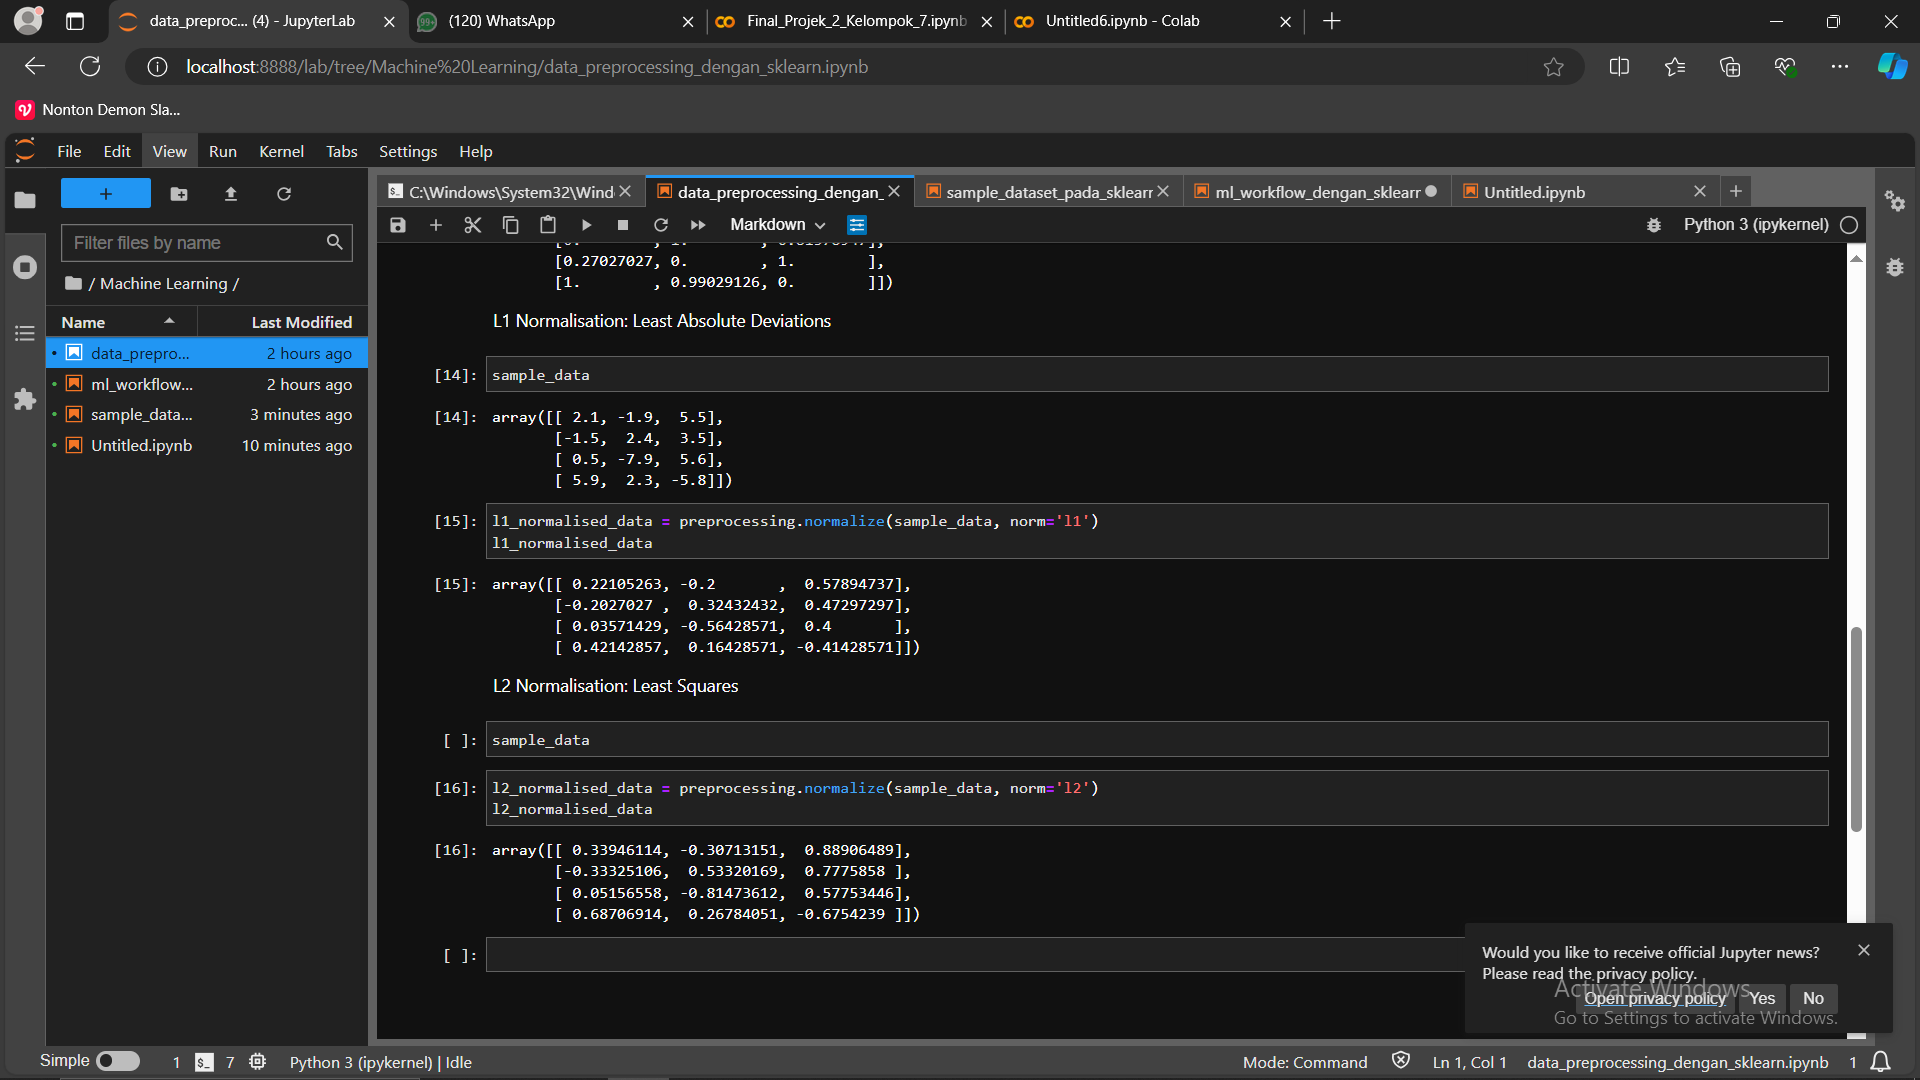 data_preproc... (4) - JupyterLab
99+
(120) WhatsApp
Final_Projek_2_Kelompok_7.ipynb
Untitled6.ipynb - Colab
localhost:8888/lab/tree/Machine%20Learning/data_preprocessing_dengan_sklearn.ipynb
Nonton Demon Sla...
File Edit View Run Kernel Tabs Settings Help
C:\Windows\System32\Wind
data_preprocessing_dengan_
sample_dataset_pada_sklearr
ml_workflow_dengan_sklearr
Untitled.ipynb
Markdown
Python 3 (ipykernel)
Filter files by name
/ Machine Learning /
Name Last Modified
data_prepro... 2 hours ago
ml_workflow... 2 hours ago
sample_data... 3 minutes ago
Untitled.ipynb 10 minutes ago
[0.27027027, 0. , 1. ],
[1. , 0.99029126, 0. ]])
L1 Normalisation: Least Absolute Deviations
[14]: sample_data
[14]: array([[ 2.1, -1.9, 5.5],
[-1.5, 2.4, 3.5],
[ 0.5, -7.9, 5.6],
[ 5.9, 2.3, -5.8]])
[15]: l1_normalised_data = preprocessing.normalize(sample_data, norm='l1')
l1_normalised_data
[15]: array([[ 0.22105263, -0.2 , 0.57894737],
[-0.2027027 , 0.32432432, 0.47297297],
[ 0.03571429, -0.56428571, 0.4 ],
[ 0.42142857, 0.16428571, -0.41428571]])
L2 Normalisation: Least Squares
[ ]: sample_data
[16]: l2_normalised_data = preprocessing.normalize(sample_data, norm='l2')
l2_normalised_data
[16]: array([[ 0.33946114, -0.30713151, 0.88906489],
[-0.33325106, 0.53320169, 0.7775858 ],
[ 0.05156558, -0.81473612, 0.57753446],
[ 0.68706914, 0.26784051, -0.6754239 ]])
[ ]:
Would you like to receive official Jupyter news?
Please read the privacy policy.
Open privacy policy Yes No
Activate Windows
Go to Settings to activate Windows.
Simple 1 7 Python 3 (ipykernel) | Idle
Mode: Command Ln 1, Col 1 data_preprocessing_dengan_sklearn.ipynb 1